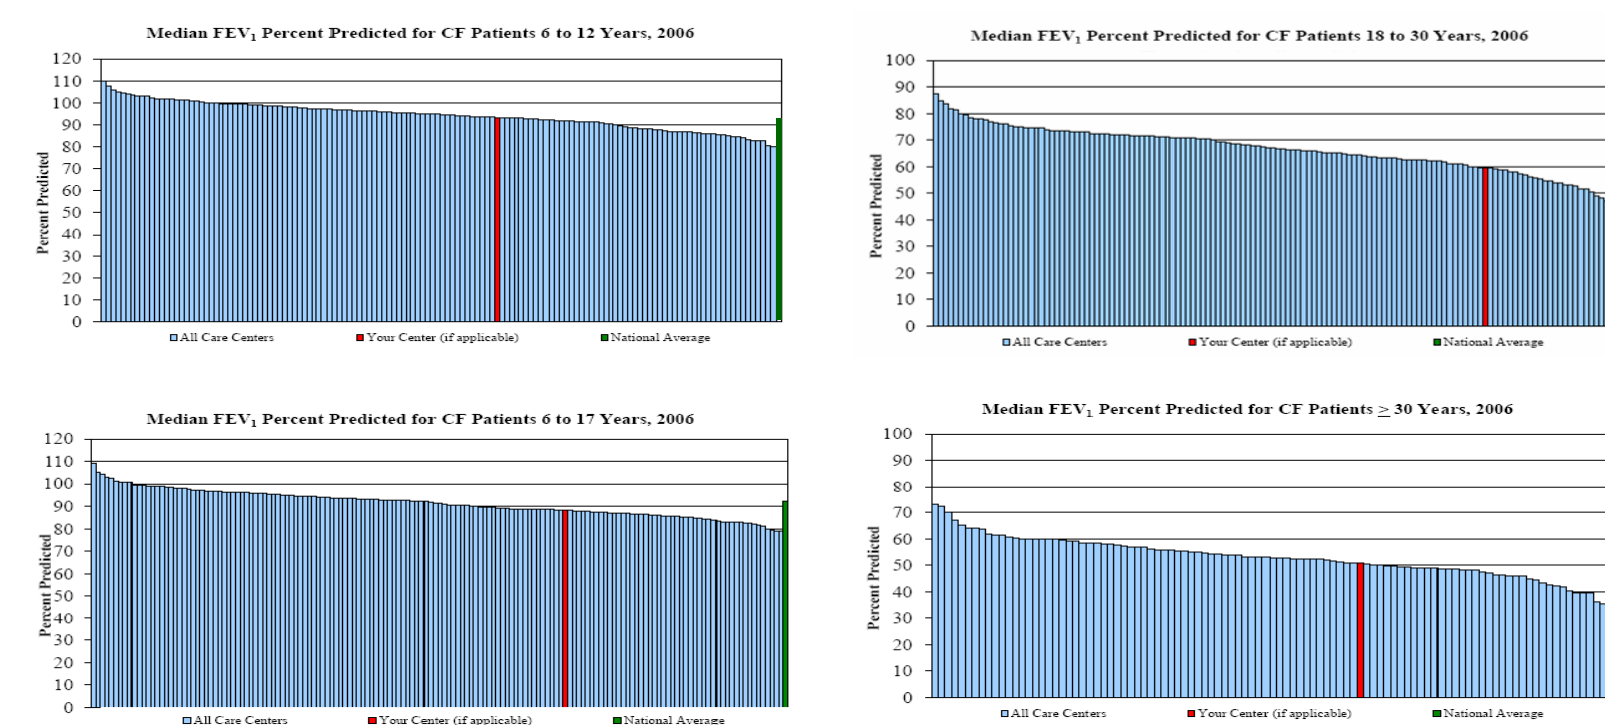 Median FEV₁ Percent Predicted for CF Patients 6 to 12 Years, 2006
120
110
100
90
80
70
60
50
40
30
20
10
0
Percent Predicted
All Care Centers
Your Center (if applicable)
National Average
Median FEV₁ Percent Predicted for CF Patients 18 to 30 Years, 2006
100
90
80
70
60
50
40
30
20
10
0
Percent Predicted
All Care Centers
Your Center (if applicable)
National Average
Median FEV₁ Percent Predicted for CF Patients 6 to 17 Years, 2006
120
110
100
90
80
70
60
50
40
30
20
10
0
Percent Predicted
All Care Centers
Your Center (if applicable)
National Average
Median FEV₁ Percent Predicted for CF Patients ≥ 30 Years, 2006
100
90
80
70
60
50
40
30
20
10
0
Percent Predicted
All Care Centers
Your Center (if applicable)
National Average